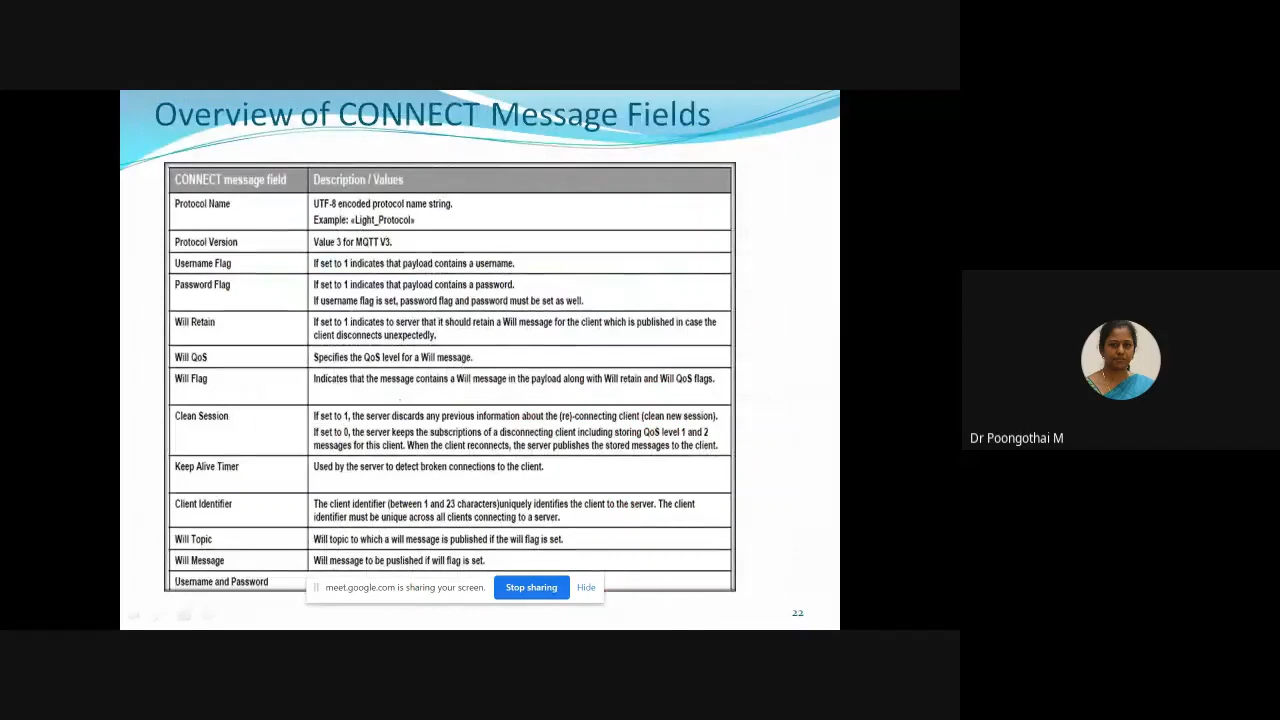 Overview of CONNECT Message Fields
CONNECT message field
Description / Values
Protocol Name
UTF-8 encoded protocol name string.
Example: «Light_Protocol»
Protocol Version
Value 3 for MQTT V3.
Username Flag
If set to 1 indicates that payload contains a username.
Password Flag
If set to 1 indicates that payload contains a password.
If username flag is set, password flag and password must be set as well.
Will Retain
If set to 1 indicates to server that it should retain a Will message for the client which is published in case the
client disconnects unexpectedly.
Will QoS
Specifies the QoS level for a Will message.
Will Flag
Indicates that the message contains a Will message in the payload along with Will retain and Will QoS flags.
Clean Session
If set to 1, the server discards any previous information about the (re)-connecting client (clean new session).
If set to 0, the server keeps the subscriptions of a disconnecting client including storing QoS level 1 and 2
messages for this client. When the client reconnects, the server publishes the stored messages to the client.
Keep Alive Timer
Used by the server to detect broken connections to the client.
Client Identifier
The client identifier (between 1 and 23 characters)uniquely identifies the client to the server. The client
identifier must be unique across all clients connecting to a server.
Will Topic
Will topic to which a will message is published if the will flag is set.
Will Message
Will message to be puslished if will flag is set.
Username and Password
meet.google.com is sharing your screen.
Stop sharing
Hide
22
Dr Poongothai M